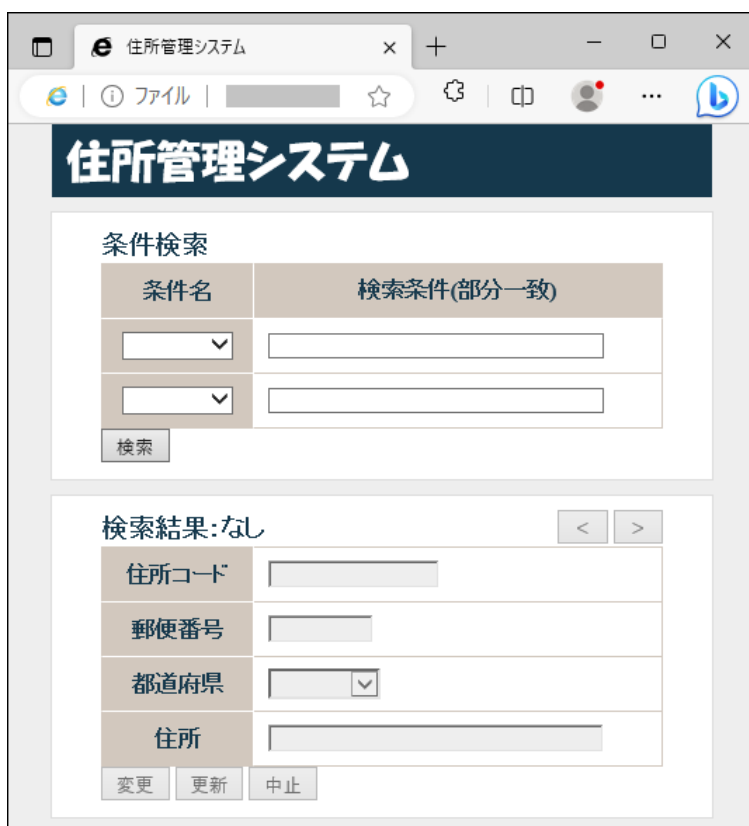 住所管理システム
ファイル
住所管理システム
条件検索
条件名 検索条件(部分一致)
検索
検索結果:なし < >
住所コード
郵便番号
都道府県
住所
変更 更新 中止